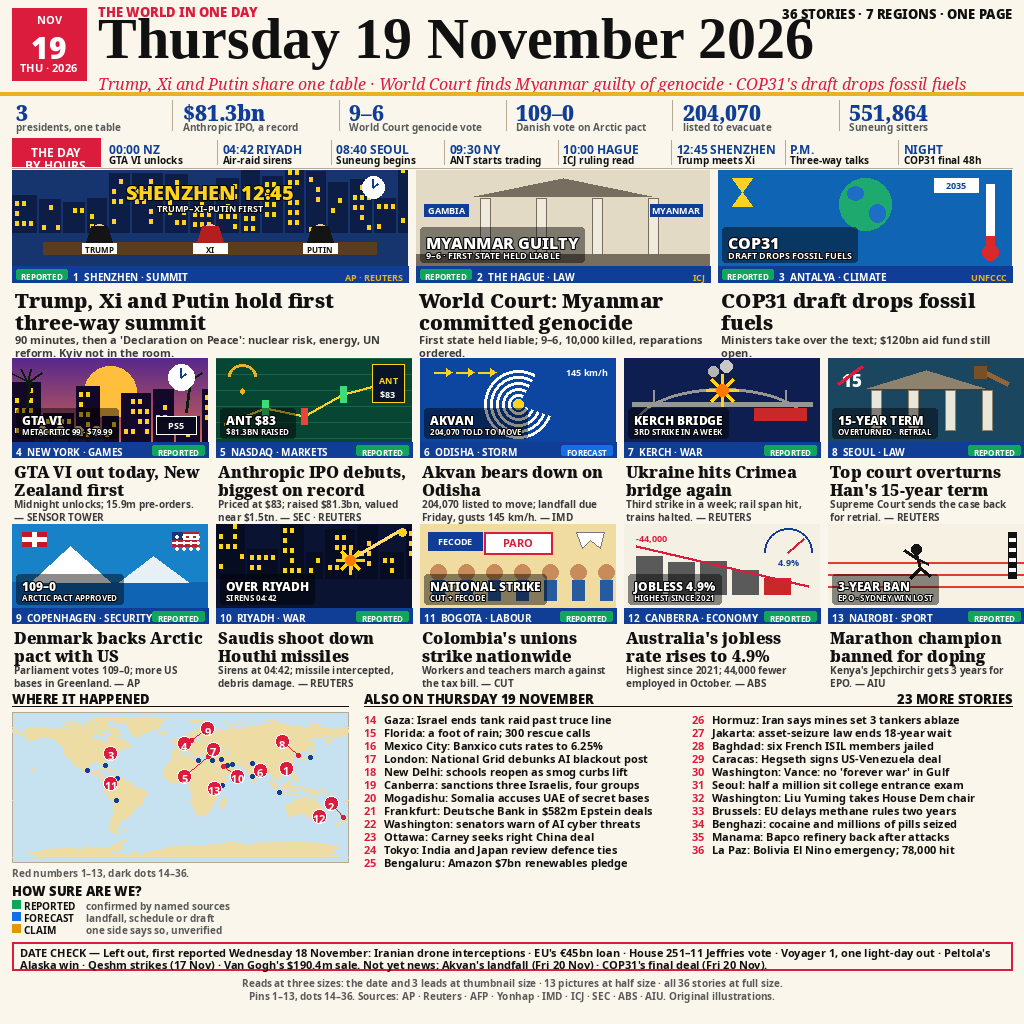 NOV
19
THU · 2026
THE WORLD IN ONE DAY
36 STORIES · 7 REGIONS · ONE PAGE
Thursday 19 November 2026
Trump, Xi and Putin share one table · World Court finds Myanmar guilty of genocide · COP31's draft drops fossil fuels
3
presidents, one table
$81.3bn
Anthropic IPO, a record
9–6
World Court genocide vote
109–0
Danish vote on Arctic pact
204,070
listed to evacuate
551,864
Suneung sitters
THE DAY
BY HOURS
00:00 NZ
GTA VI unlocks
04:42 RIYADH
Air-raid sirens
08:40 SEOUL
Suneung begins
09:30 NY
ANT starts trading
10:00 HAGUE
ICJ ruling read
12:45 SHENZHEN
Trump meets Xi
P.M.
Three-way talks
NIGHT
COP31 final 48h
SHENZHEN 12:45
TRUMP–XI–PUTIN FIRST
TRUMP
XI
PUTIN
REPORTED
1 SHENZHEN · SUMMIT
AP · REUTERS
Trump, Xi and Putin hold first
three-way summit
90 minutes, then a 'Declaration on Peace': nuclear risk, energy, UN
reform. Kyiv not in the room.
GAMBIA
MYANMAR
MYANMAR GUILTY
9–6 · FIRST STATE HELD LIABLE
REPORTED
2 THE HAGUE · LAW
ICJ
World Court: Myanmar
committed genocide
First state held liable; 9–6, 10,000 killed, reparations
ordered.
2035
COP31
DRAFT DROPS FOSSIL FUELS
REPORTED
3 ANTALYA · CLIMATE
UNFCCC
COP31 draft drops fossil
fuels
Ministers take over the text; $120bn aid fund still
open.
PS5
GTA VI
METACRITIC 99 · $79.99
4 NEW YORK · GAMES
REPORTED
GTA VI out today, New
Zealand first
Midnight unlocks; 15.9m pre-orders.
— SENSOR TOWER
ANT
$83
ANT $83
$81.3BN RAISED
5 NASDAQ · MARKETS
REPORTED
Anthropic IPO debuts,
biggest on record
Priced at $83; raised $81.3bn, valued
near $1.5tn. — SEC · REUTERS
145 km/h
AKVAN
204,070 TOLD TO MOVE
6 ODISHA · STORM
FORECAST
Akvan bears down on
Odisha
204,070 listed to move; landfall due
Friday, gusts 145 km/h. — IMD
KERCH BRIDGE
3RD STRIKE IN A WEEK
7 KERCH · WAR
REPORTED
Ukraine hits Crimea
bridge again
Third strike in a week; rail span hit,
trains halted. — REUTERS
15
15-YEAR TERM
OVERTURNED · RETRIAL
8 SEOUL · LAW
REPORTED
Top court overturns
Han's 15-year term
Supreme Court sends the case back
for retrial. — REUTERS
109–0
ARCTIC PACT APPROVED
9 COPENHAGEN · SECURITY
REPORTED
Denmark backs Arctic
pact with US
Parliament votes 109–0; more US
bases in Greenland. — AP
OVER RIYADH
SIRENS 04:42
10 RIYADH · WAR
REPORTED
Saudis shoot down
Houthi missiles
Sirens at 04:42; missile intercepted,
debris damage. — REUTERS
FECODE
PARO
NATIONAL STRIKE
CUT + FECODE
11 BOGOTA · LABOUR
REPORTED
Colombia's unions
strike nationwide
Workers and teachers march against
the tax bill. — CUT
-44,000
4.9%
JOBLESS 4.9%
HIGHEST SINCE 2021
12 CANBERRA · ECONOMY
REPORTED
Australia's jobless
rate rises to 4.9%
Highest since 2021; 44,000 fewer
employed in October. — ABS
3-YEAR BAN
EPO · SYDNEY WIN LOST
13 NAIROBI · SPORT
REPORTED
Marathon champion
banned for doping
Kenya's Jepchirchir gets 3 years for
EPO. — AIU
WHERE IT HAPPENED
9
4
7
3
8
5
10
6
1
11
13
2
12
Red numbers 1–13, dark dots 14–36.
HOW SURE ARE WE?
REPORTED confirmed by named sources
FORECAST landfall, schedule or draft
CLAIM one side says so, unverified
ALSO ON THURSDAY 19 NOVEMBER
23 MORE STORIES
14 Gaza: Israel ends tank raid past truce line
15 Florida: a foot of rain; 300 rescue calls
16 Mexico City: Banxico cuts rates to 6.25%
17 London: National Grid debunks AI blackout post
18 New Delhi: schools reopen as smog curbs lift
19 Canberra: sanctions three Israelis, four groups
20 Mogadishu: Somalia accuses UAE of secret bases
21 Frankfurt: Deutsche Bank in $582m Epstein deals
22 Washington: senators warn of AI cyber threats
23 Ottawa: Carney seeks right China deal
24 Tokyo: India and Japan review defence ties
25 Bengaluru: Amazon $7bn renewables pledge
26 Hormuz: Iran says mines set 3 tankers ablaze
27 Jakarta: asset-seizure law ends 18-year wait
28 Baghdad: six French ISIL members jailed
29 Caracas: Hegseth signs US-Venezuela deal
30 Washington: Vance: no 'forever war' in Gulf
31 Seoul: half a million sit college entrance exam
32 Washington: Liu Yuming takes House Dem chair
33 Brussels: EU delays methane rules two years
34 Benghazi: cocaine and millions of pills seized
35 Manama: Bapco refinery back after attacks
36 La Paz: Bolivia El Nino emergency; 78,000 hit
DATE CHECK — Left out, first reported Wednesday 18 November: Iranian drone interceptions · EU's €45bn loan · House 251–11 Jeffries vote · Voyager 1, one light-day out · Peltola's
Alaska win · Qeshm strikes (17 Nov) · Van Gogh's $190.4m sale. Not yet news: Akvan's landfall (Fri 20 Nov) · COP31's final deal (Fri 20 Nov).
Reads at three sizes: the date and 3 leads at thumbnail size · 13 pictures at half size · all 36 stories at full size.
Pins 1–13, dots 14–36. Sources: AP · Reuters · AFP · Yonhap · IMD · ICJ · SEC · ABS · AIU. Original illustrations.